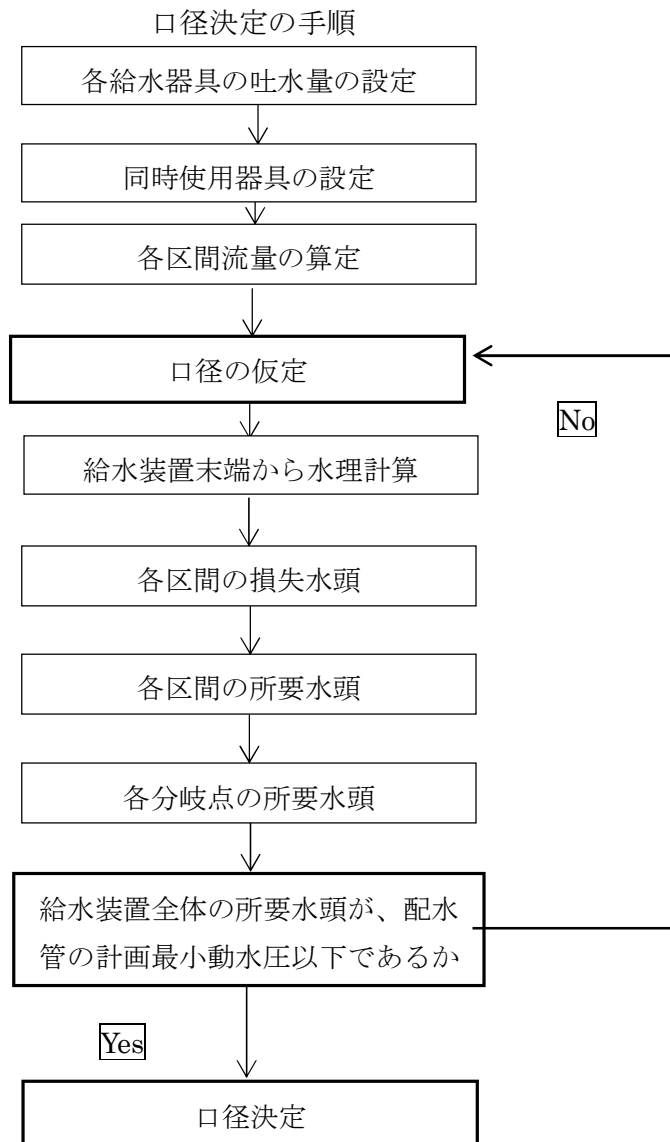 口径決定の手順
各給水器具の吐水量の設定
同時使用器具の設定
各区間流量の算定
口径の仮定
No
給水装置末端から水理計算
各区間の損失水頭
各区間の所要水頭
各分岐点の所要水頭
給水装置全体の所要水頭が、配水
管の計画最小動水圧以下であるか
Yes
口径決定